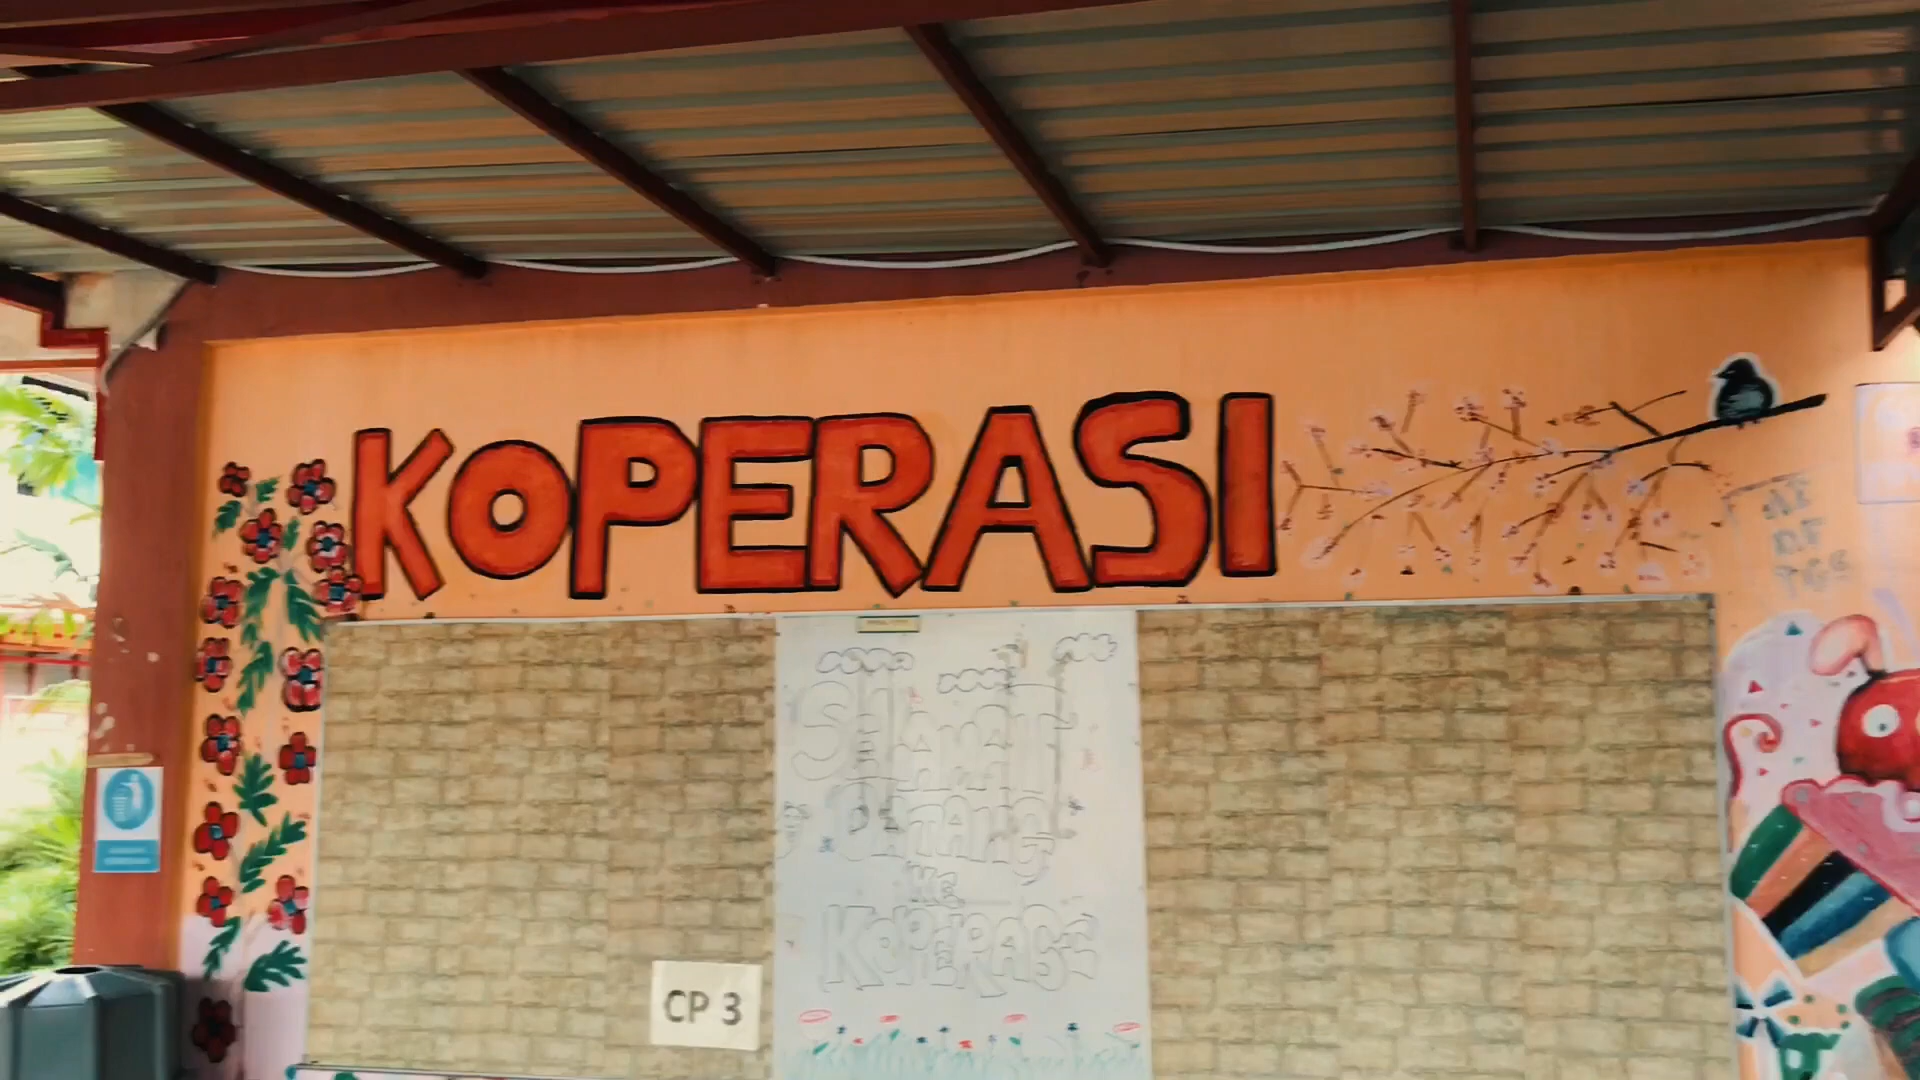 KOPERASI
SELAMAT
DATANG
KE
KOPERASI
CP 3